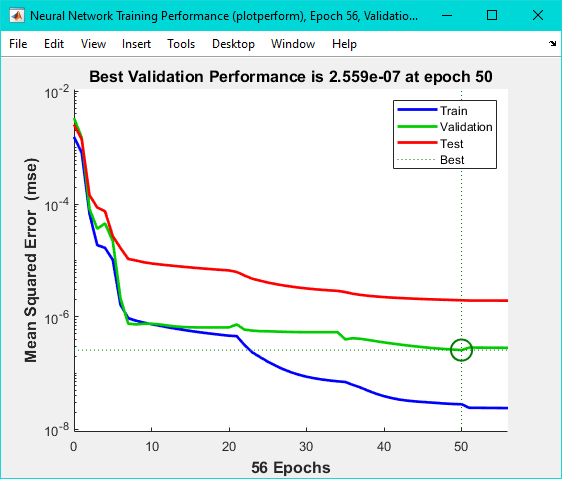 Neural Network Training Performance (plotperform), Epoch 56, Validatio...
File Edit View Insert Tools Desktop Window Help
Best Validation Performance is 2.559e-07 at epoch 50
Mean Squared Error (mse)
10-2
10-4
10-6
10-8
Train
Validation
Test
Best
0 10 20 30 40 50
56 Epochs